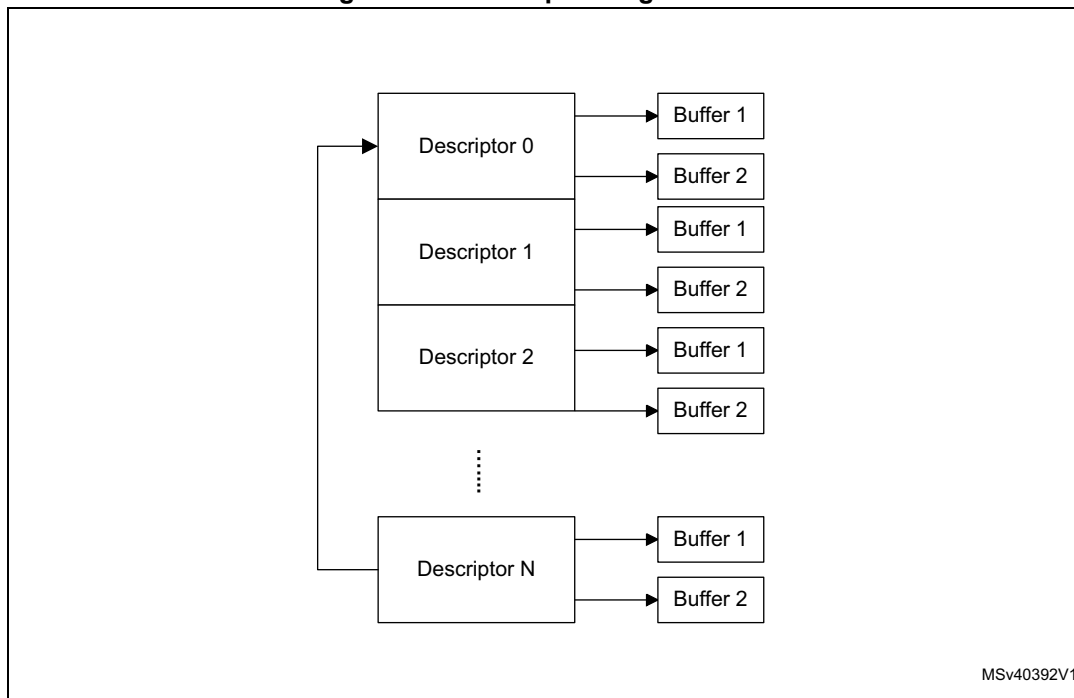 Descriptor 0
Buffer 1
Buffer 2
Descriptor 1
Buffer 1
Buffer 2
Descriptor 2
Buffer 1
Buffer 2
Descriptor N
Buffer 1
Buffer 2
MSv40392V1